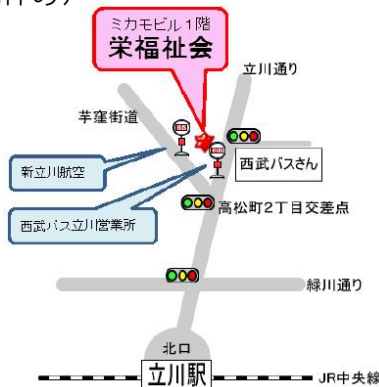 ミカモビル1階
栄福祉会
立川通り
芋窪街道
新立川航空
西武バスさん
西武バス立川営業所
高松町2丁目交差点
緑川通り
北口
立川駅
JR中央線